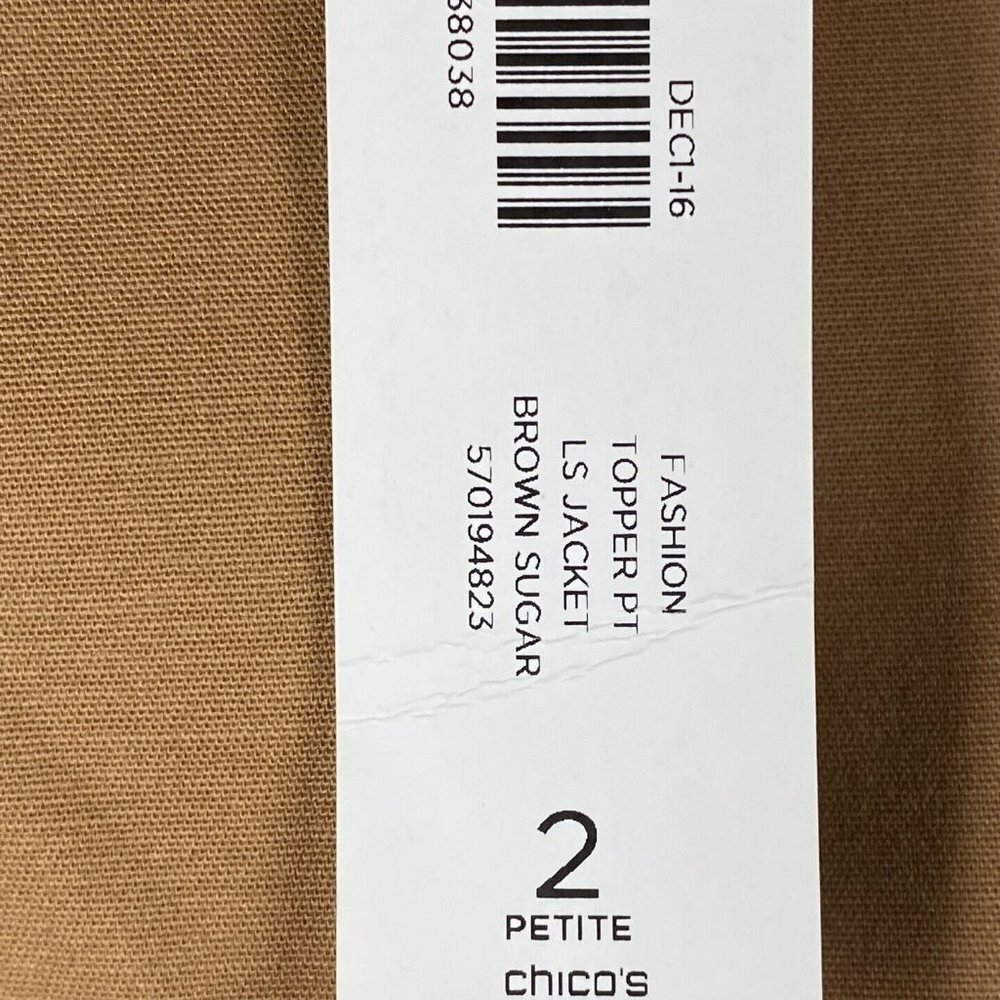 DEC1-16
38038
FASHION
TOPPER PT
LS JACKET
BROWN SUGAR
570194823
2
PETITE
chico's